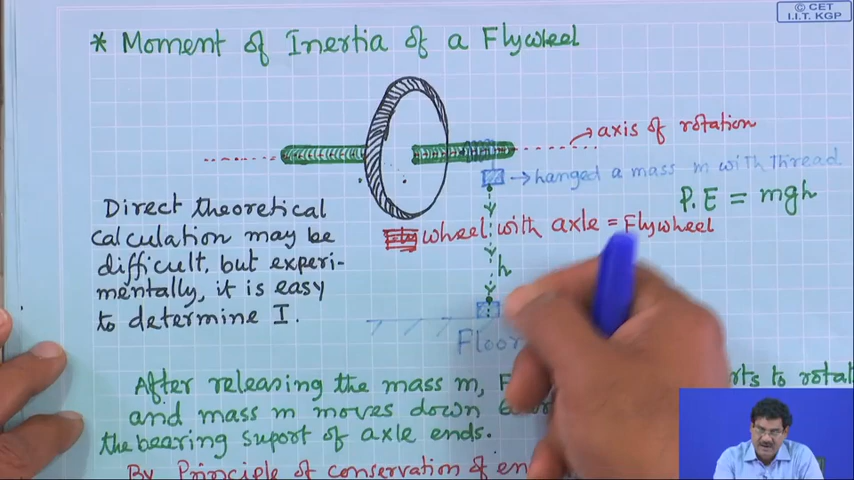 © CET
I.I.T. KGP
* Moment of Inertia of a Flywheel
axis of rotation
hanged a mass m with Thread
P.E = mgh
Direct theoretical
calculation may be
difficult, but experi-
mentally, it is easy
to determine I.
wheel with axle = Flywheel
h
Floor
After releasing the mass m,
and mass m moves down
the bearing suport of axle ends.
By Principle of conservation of